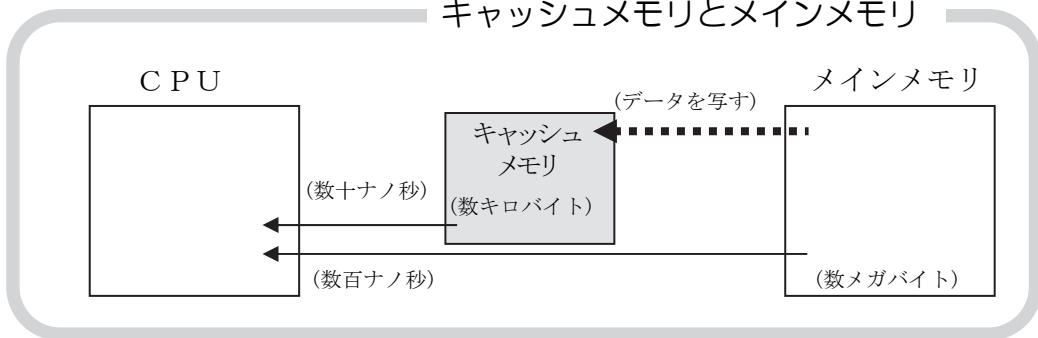 キャッシュメモリとメインメモリ
ＣＰＵ
メインメモリ
(データを写す)
キャッシュ
メモリ
(数十ナノ秒)
(数キロバイト)
(数百ナノ秒)
(数メガバイト)